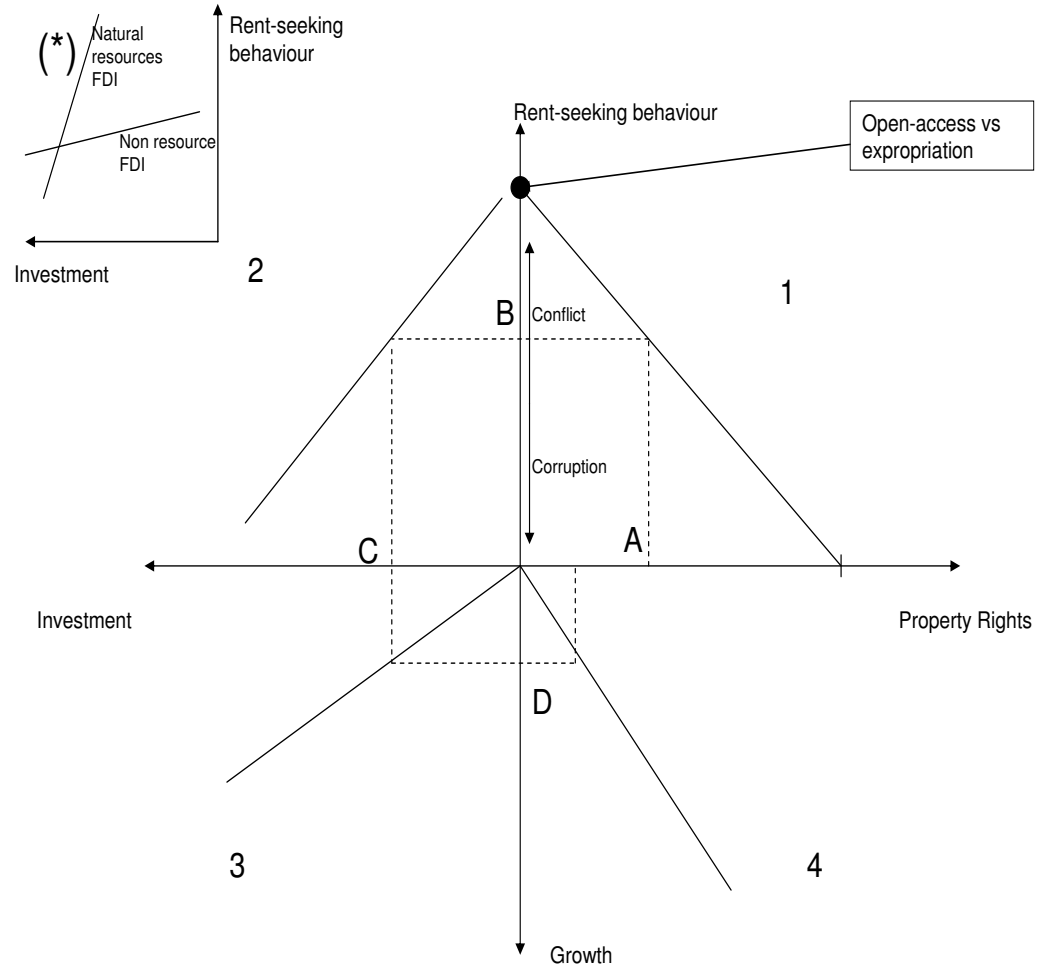 (*)
Natural
resources
FDI
Rent-seeking
behaviour
Non resource
FDI
Investment
Rent-seeking behaviour
Open-access vs
expropriation
2
1
B
Conflict
Corruption
C
A
Investment
Property Rights
D
3
4
Growth